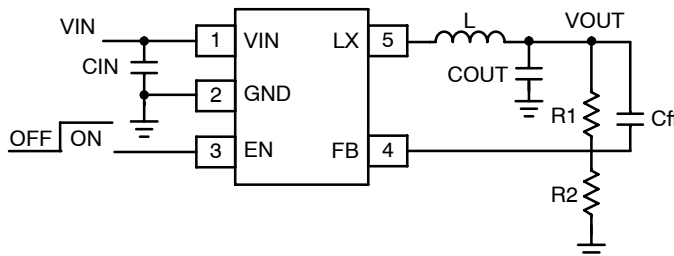 VIN
CIN
OFF ON
1 VIN
2 GND
3 EN
LX 5
FB 4
L
VOUT
COUT
R1
R2
Cf